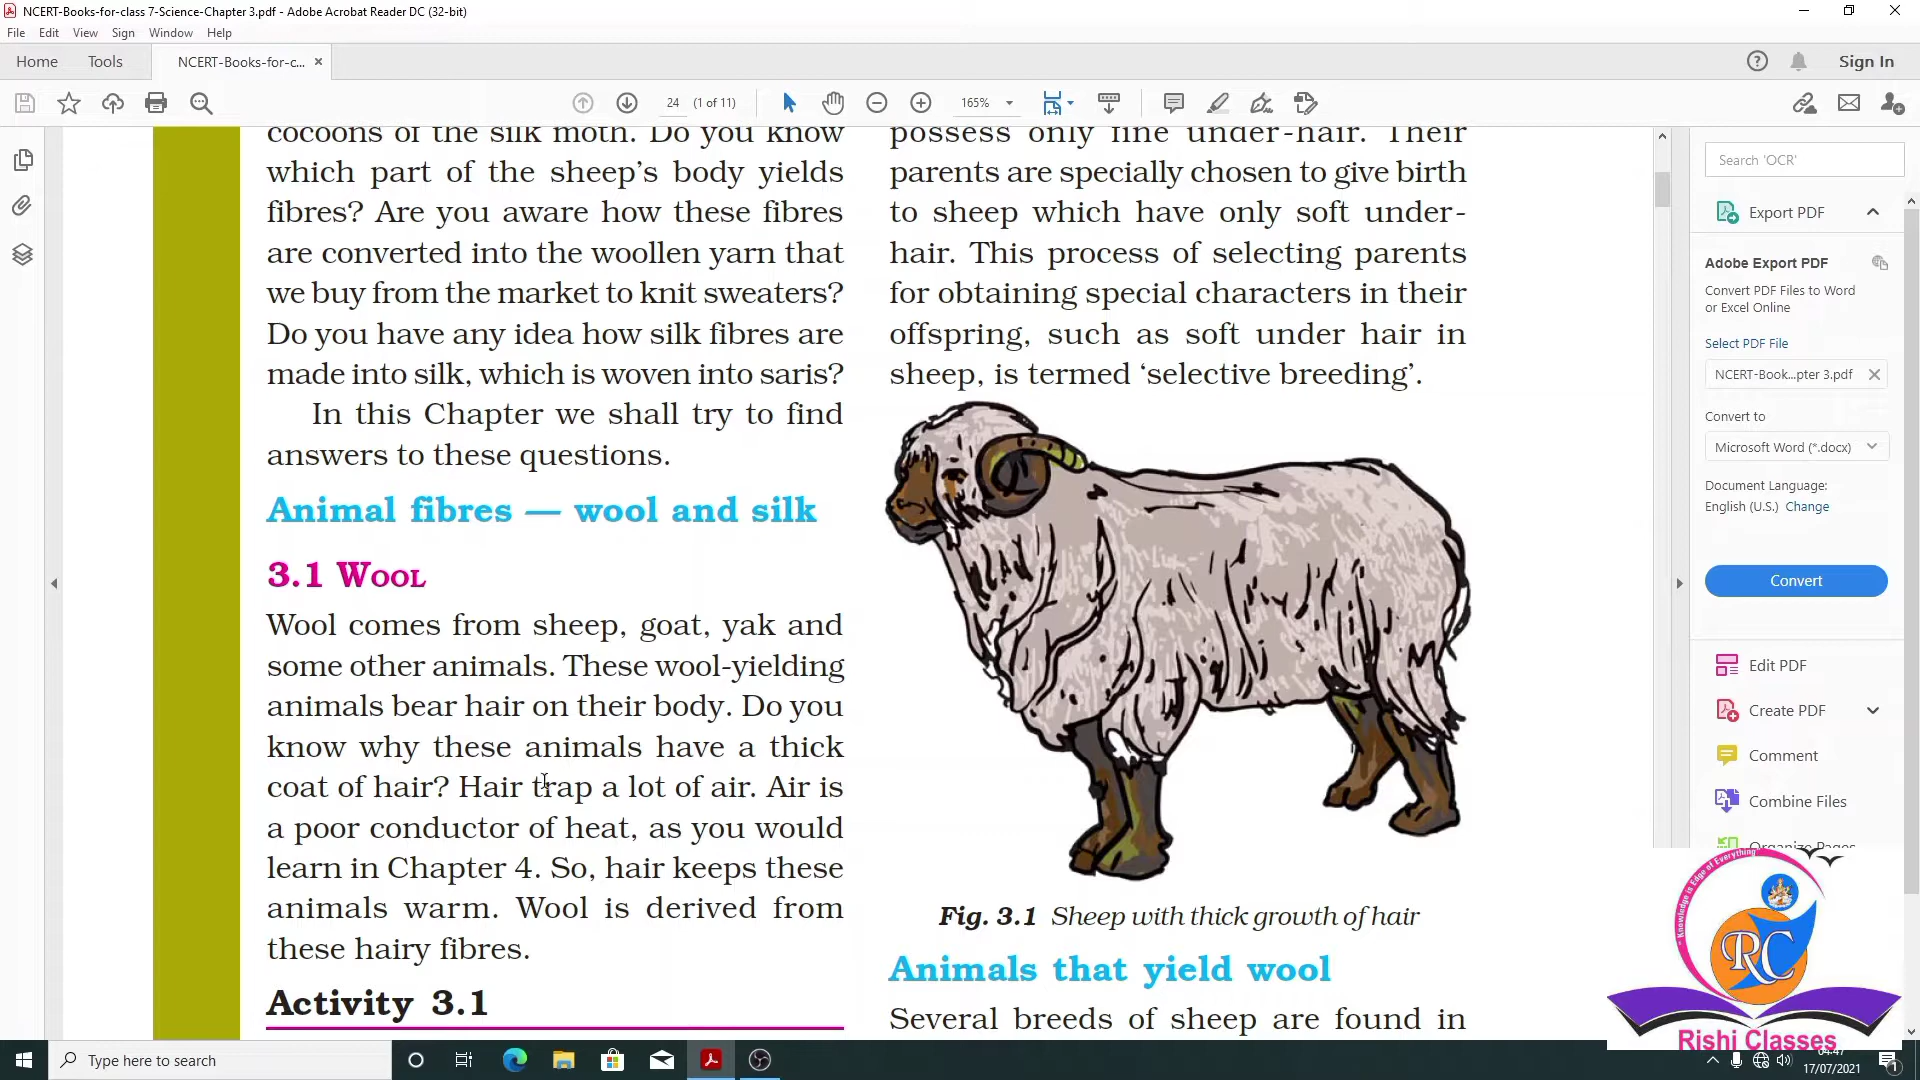 NCERT-Books-for-class 7-Science-Chapter 3.pdf - Adobe Acrobat Reader DC (32-bit)
File Edit View Sign Window Help
Home Tools NCERT-Books-for-c... Sign In
24 (1 of 11) 165%
cocoons of the silk moth. Do you know
which part of the sheep's body yields
fibres? Are you aware how these fibres
are converted into the woollen yarn that
we buy from the market to knit sweaters?
Do you have any idea how silk fibres are
made into silk, which is woven into saris?
In this Chapter we shall try to find
answers to these questions.
Animal fibres — wool and silk
3.1 WOOL
Wool comes from sheep, goat, yak and
some other animals. These wool-yielding
animals bear hair on their body. Do you
know why these animals have a thick
coat of hair? Hair trap a lot of air. Air is
a poor conductor of heat, as you would
learn in Chapter 4. So, hair keeps these
animals warm. Wool is derived from
these hairy fibres.
Activity 3.1
possess only fine under-hair. Their
parents are specially chosen to give birth
to sheep which have only soft under-
hair. This process of selecting parents
for obtaining special characters in their
offspring, such as soft under hair in
sheep, is termed 'selective breeding'.
Fig. 3.1 Sheep with thick growth of hair
Animals that yield wool
Several breeds of sheep are found in
Search 'OCR'
Export PDF
Adobe Export PDF
Convert PDF Files to Word
or Excel Online
Select PDF File
NCERT-Book...pter 3.pdf
Convert to
Microsoft Word (*.docx)
Document Language:
English (U.S.) Change
Convert
Edit PDF
Create PDF
Comment
Combine Files
Organize Pages
" Knowledge is Edge of Everything"
RC
Rishi Classes
Type here to search
04:47
17/07/2021
1